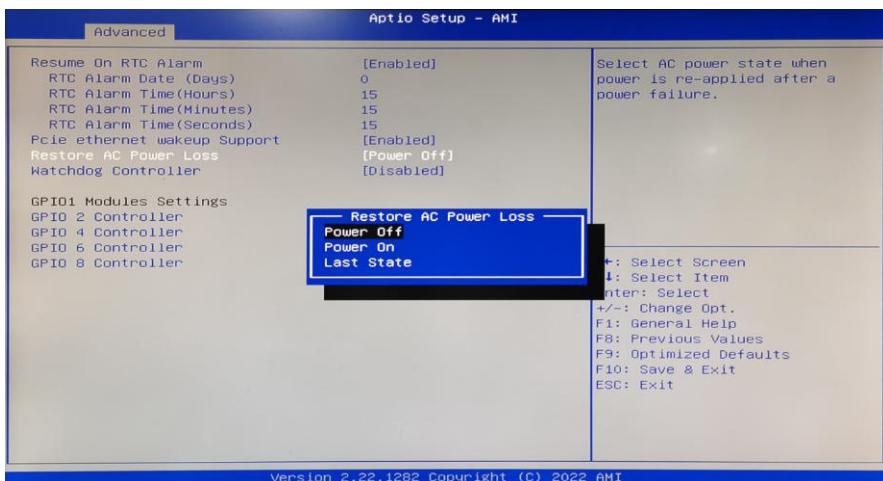 Aptio Setup - AMI
Advanced
Resume On RTC Alarm [Enabled]
RTC Alarm Date (Days) 0
RTC Alarm Time(Hours) 15
RTC Alarm Time(Minutes) 15
RTC Alarm Time(Seconds) 15
Pcie ethernet wakeup Support [Enabled]
Restore AC Power Loss [Power Off]
Watchdog Controller [Disabled]
GPIO1 Modules Settings
GPIO 2 Controller
GPIO 4 Controller
GPIO 6 Controller
GPIO 8 Controller
Restore AC Power Loss
Power Off
Power On
Last State
Select AC power state when
power is re-applied after a
power failure.
←: Select Screen
↓: Select Item
nter: Select
+/-: Change Opt.
F1: General Help
F8: Previous Values
F9: Optimized Defaults
F10: Save & Exit
ESC: Exit
Version 2.22.1282 Copyright (C) 2022 AMI